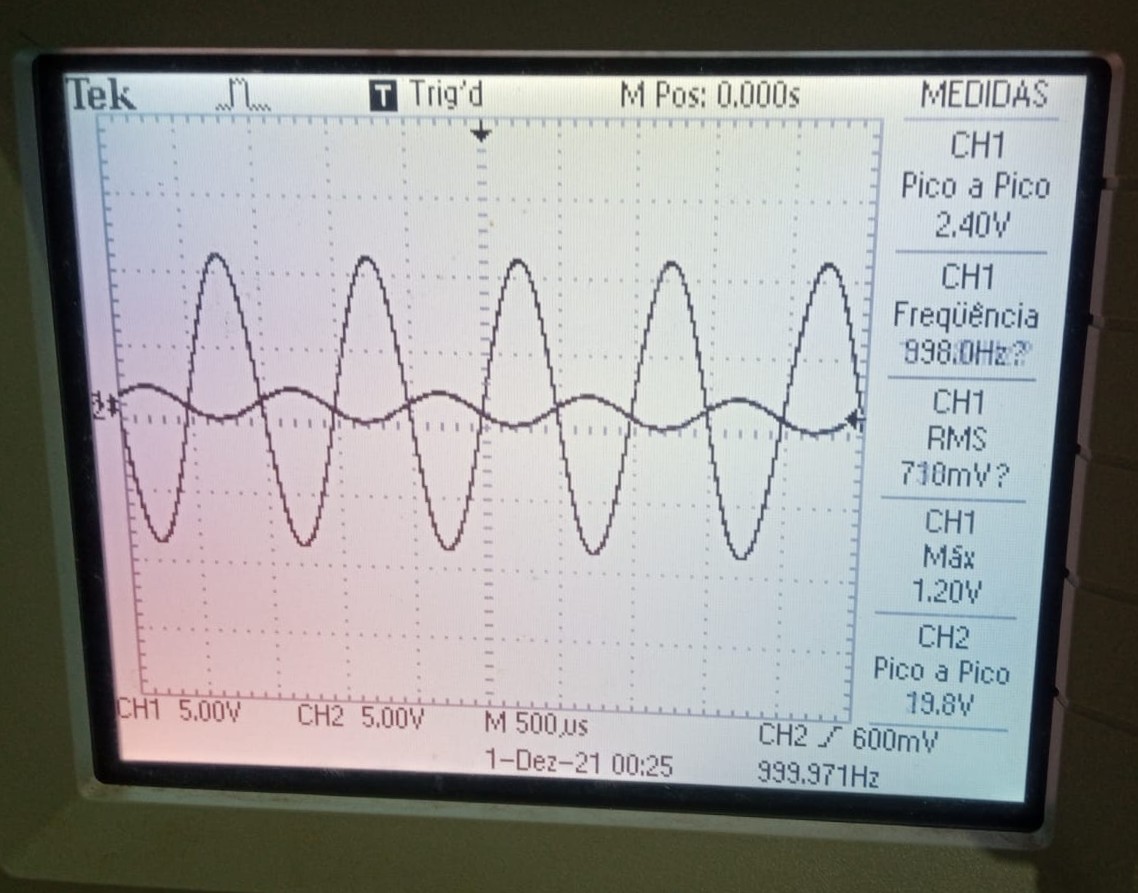 Tek T Trig'd M Pos: 0.000s MEDIDAS
CH1
Pico a Pico
2.40V
CH1
Freqüência
998.0Hz?
CH1
RMS
CH1
Máx
1.20V
CH2
Pico a Pico
19.8V
2
CH1 5.00V CH2 5.00V M 500µs CH2 600mV
1-Dez-21 00:25 999.971Hz